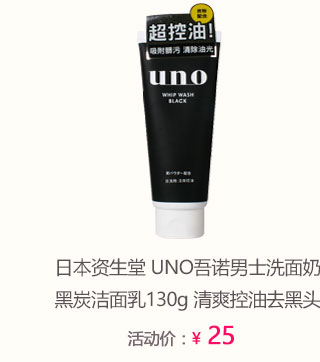 超控油!
吸附髒污 清除油光
uno
WHIP WASH
BLACK
日本资生堂 UNO吾诺男士洗面奶
黑炭洁面乳130g 清爽控油去黑头
活动价：¥ 25